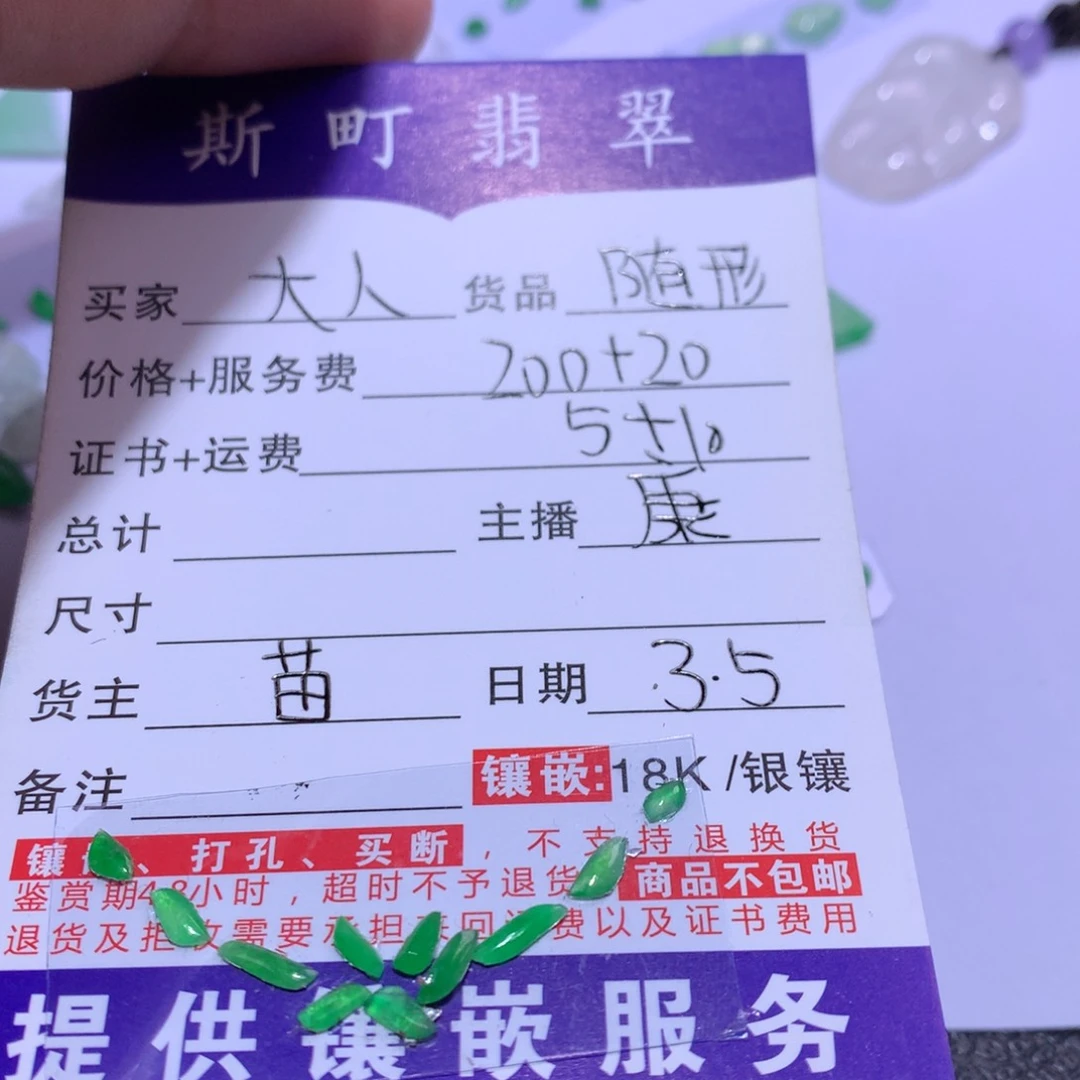 斯町翡翠
买家 大人 货品 随形
价格+服务费 200+20
证书+运费 5+10
总计 主播 康
尺寸
货主 苗 日期 3.5
备注 镶嵌:18K/银镶
镶嵌、打孔、买断,不支持退换货
鉴赏期48小时,超时不予退货 商品不包邮
退货及拒收需要承担来回运费以及证书费用
提供镶嵌服务